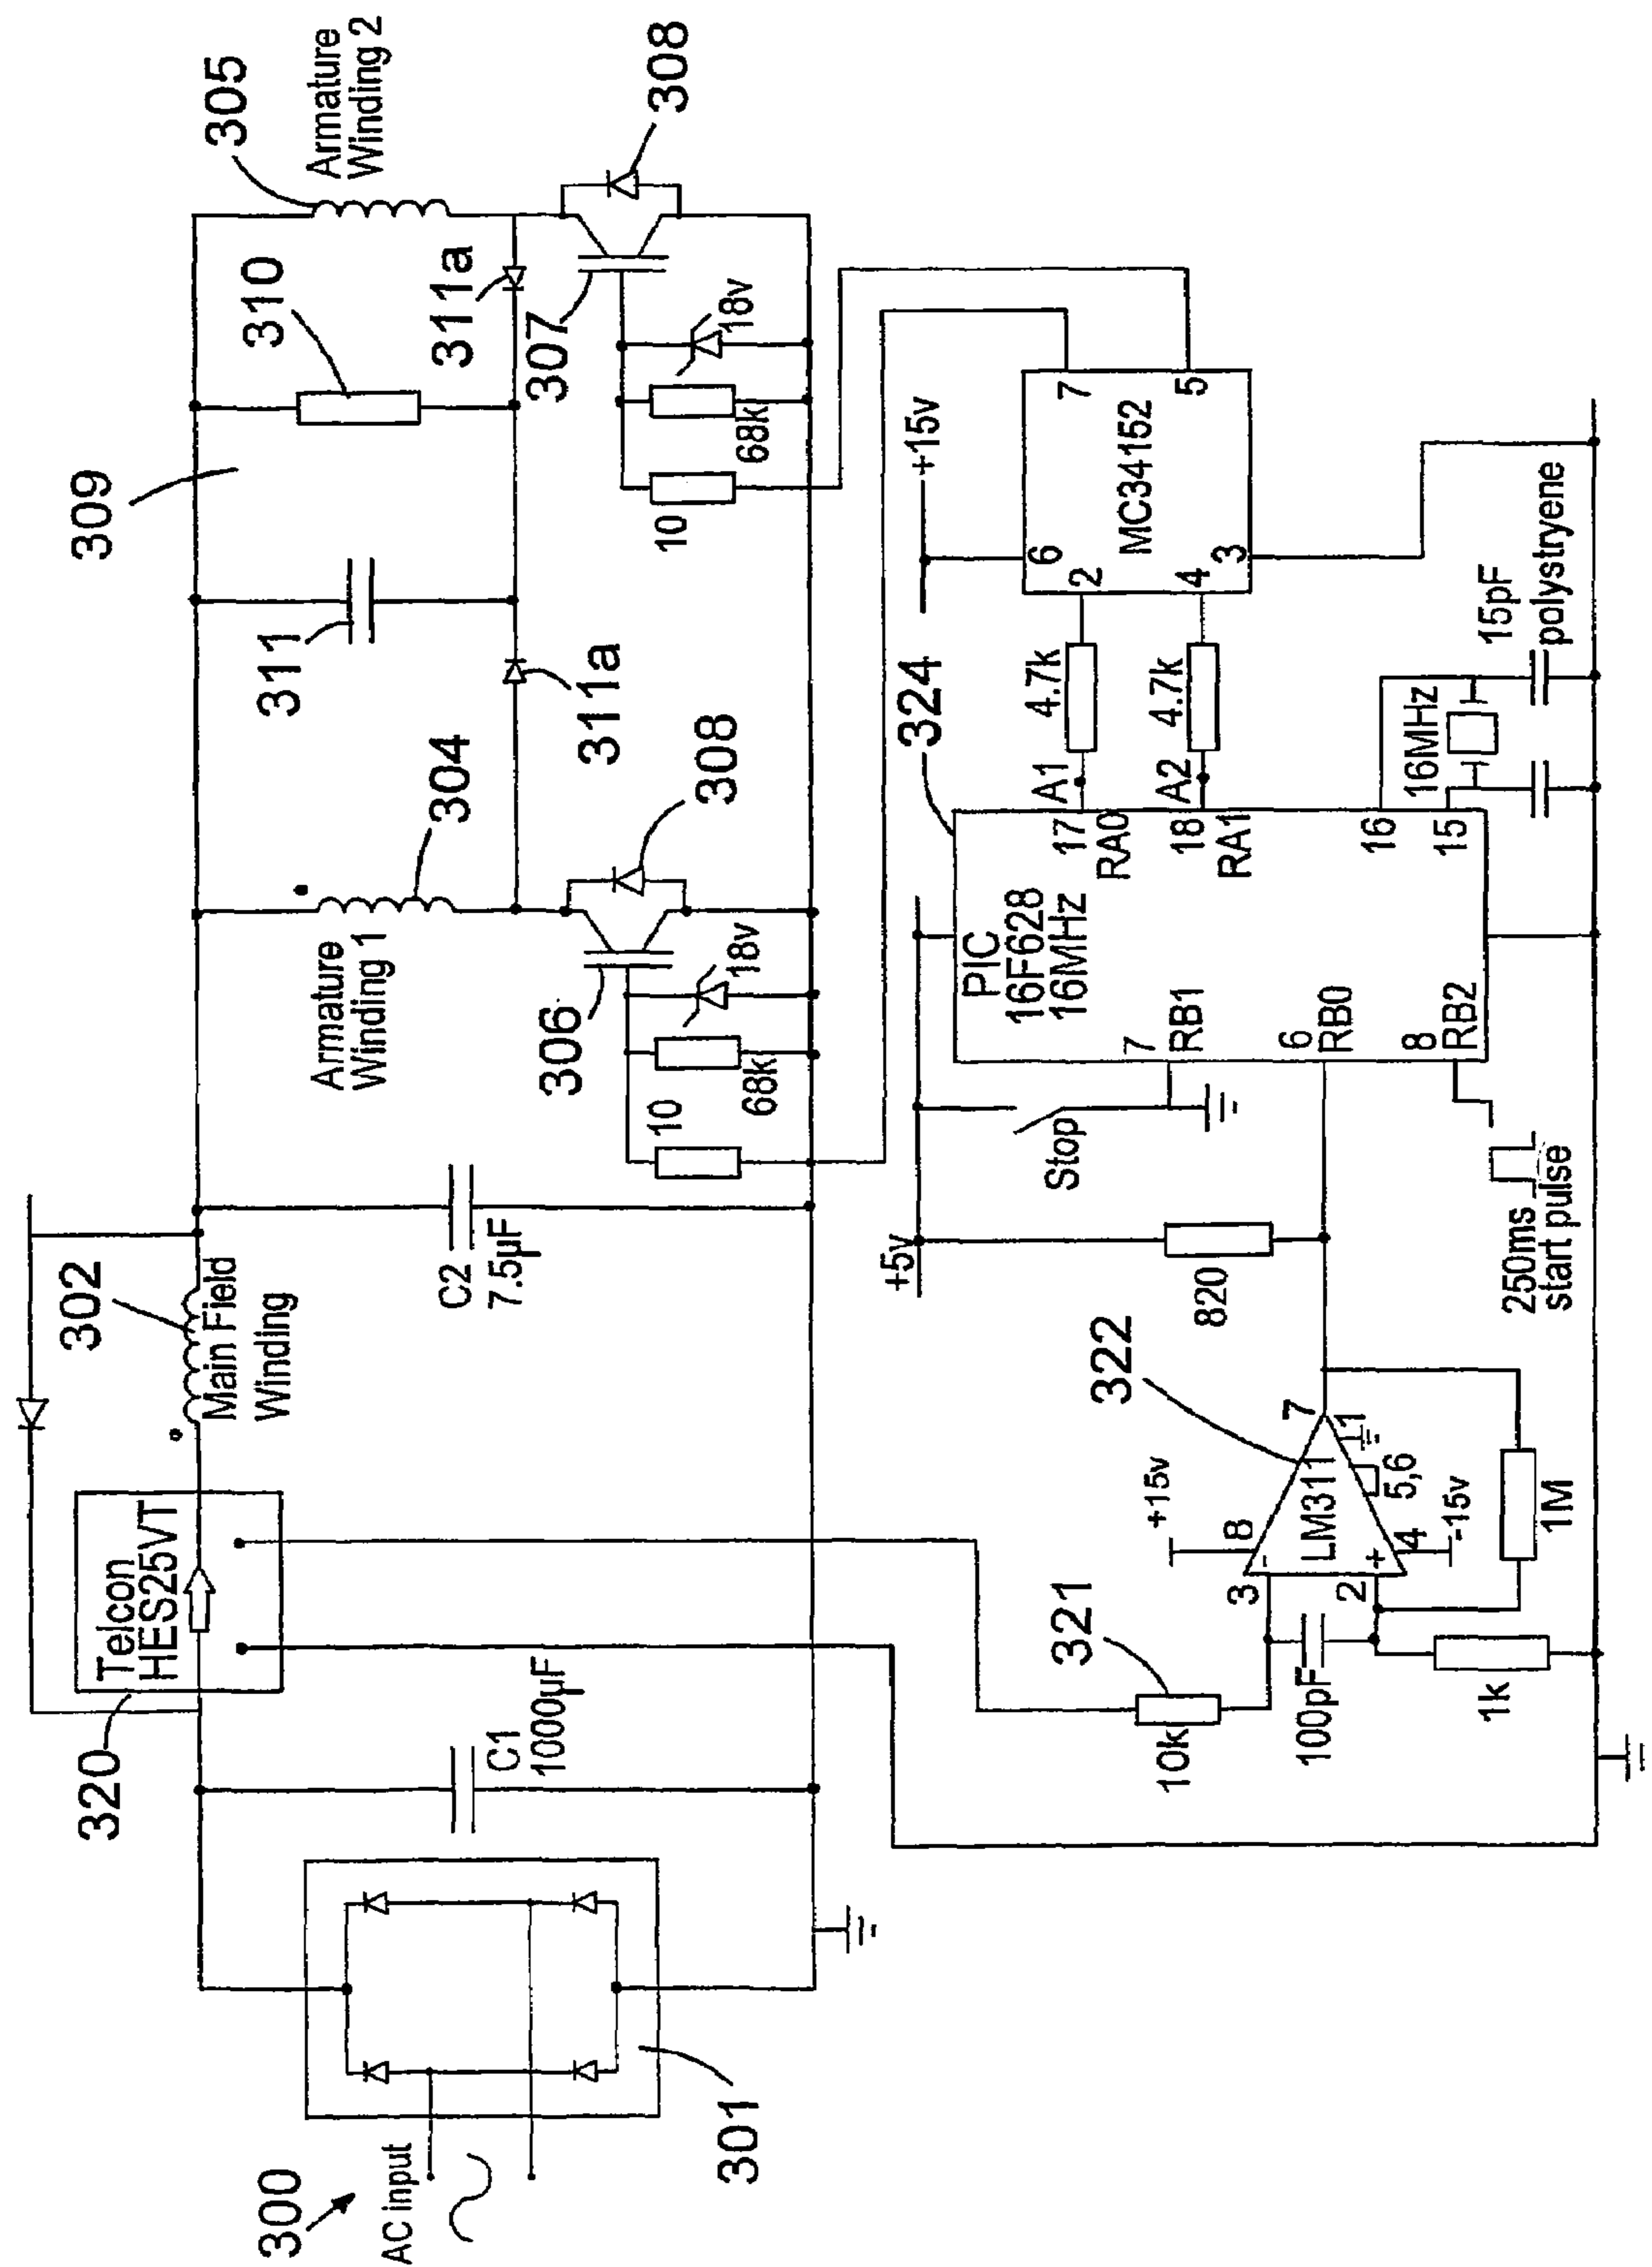 300
AC input
301
320
Telcon
HES25VT
C1
1000µF
302
Main Field
Winding
C2
7.5µF
Armature
Winding 1
304
306
308
10
68k
18v
311
311a
309
310
311a
305
Armature
Winding 2
307
308
10
68k
18v
321
10k
100pF
1k
322
+15v
8
3
-
LM311
2
+
4
-15v
7
1
5,6
1M
+5v
820
Stop
250ms
start pulse
324
PIC
16F628
16MHz
7
RB1
6
RB0
8
RB2
17
RA0
18
RA1
16
15
A1
A2
4.7k
4.7k
16MHz
15pF
polystryene
+15v
6
2
4
MC34152
7
5
3